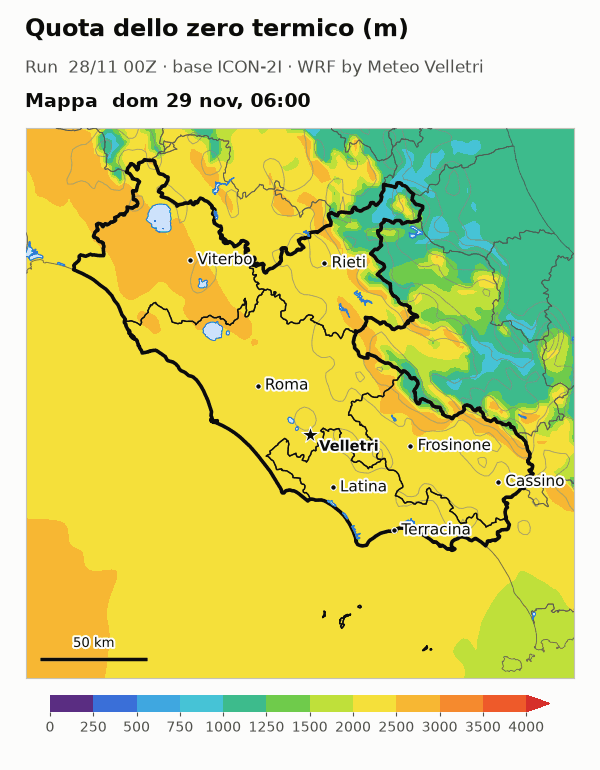 Quota dello zero termico (m)
Run  28/11 00Z · base ICON-2I · WRF by Meteo Velletri
Mappa  dom 29 nov, 06:00
Viterbo
Rieti
Roma
Velletri
Frosinone
Cassino
Latina
Terracina
50 km
0 250 500 750 1000 1250 1500 2000 2500 3000 3500 4000